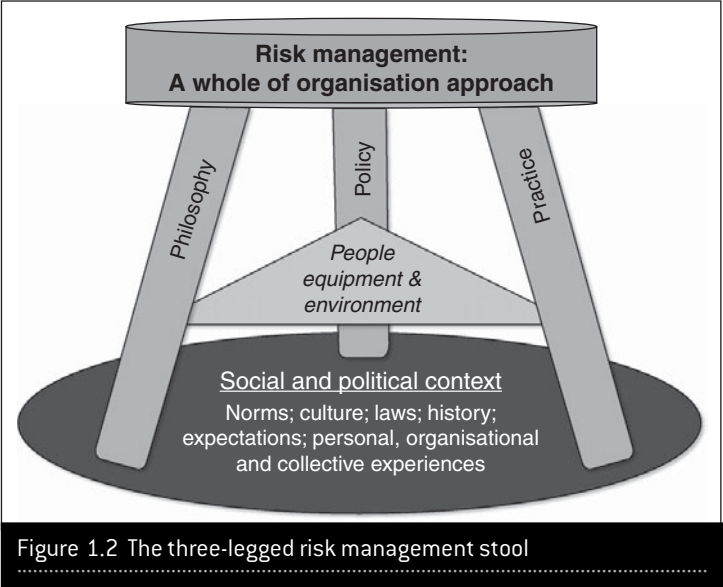 Risk management:
A whole of organisation approach
Philosophy
Policy
Practice
People
equipment &
environment
Social and political context
Norms; culture; laws; history;
expectations; personal, organisational
and collective experiences
Figure 1.2 The three-legged risk management stool